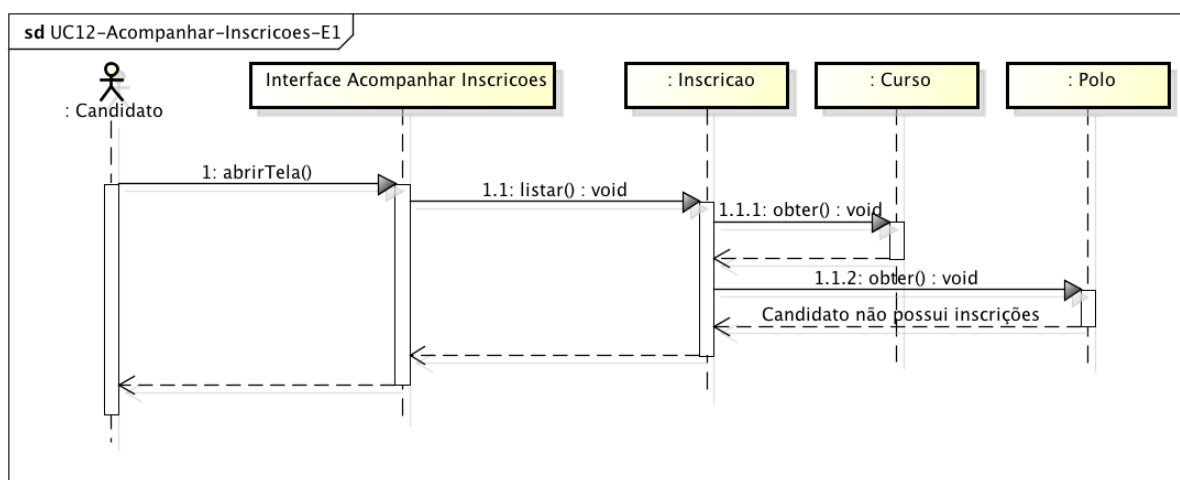 sd UC12-Acompanhar-Inscricoes-E1
: Candidato
Interface Acompanhar Inscricoes
: Inscricao
: Curso
: Polo
1: abrirTela()
1.1: listar() : void
1.1.1: obter() : void
1.1.2: obter() : void
Candidato não possui inscrições